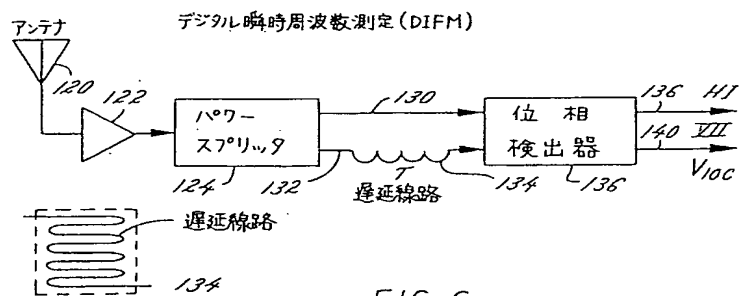 デジタル瞬時周波数測定(DIFM)
アンテナ
120
122
パワー
スプリッタ
124
130
132
T
遅延線路
134
位相
検出器
136
136
HI
140
VII
V10C
遅延線路
134
FIG. 6